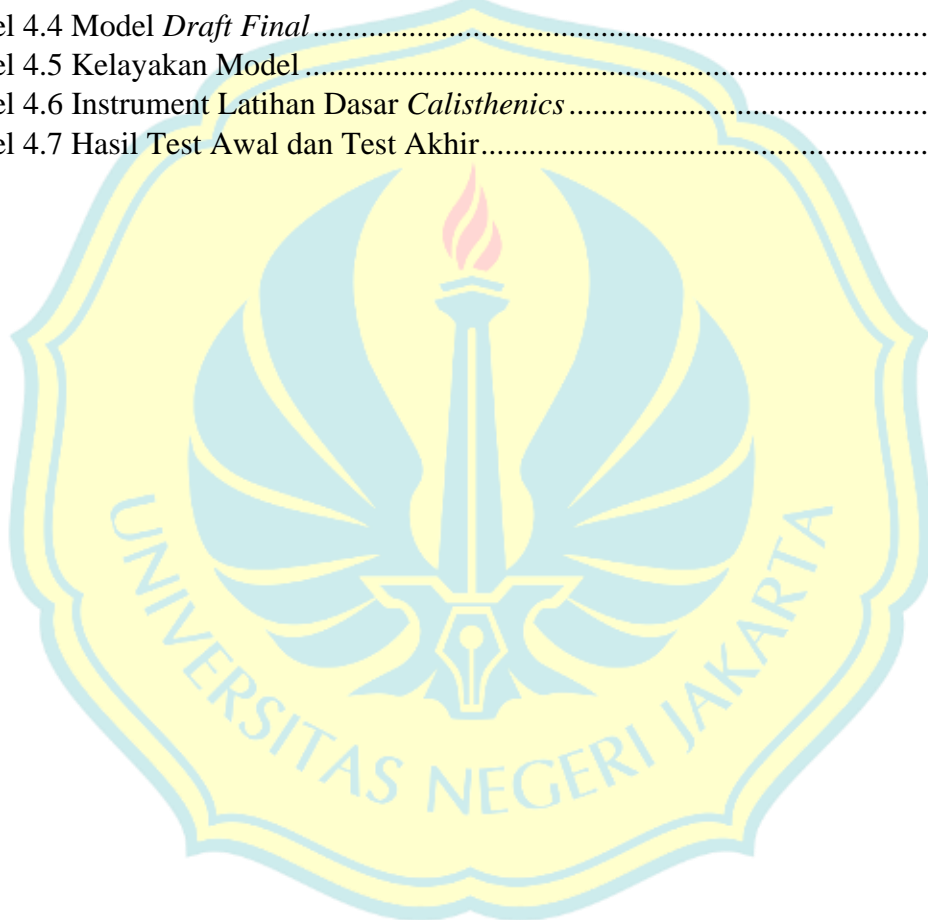 el 4.4 Model Draft Final
el 4.5 Kelayakan Model
el 4.6 Instrument Latihan Dasar Calisthenics
el 4.7 Hasil Test Awal dan Test Akhir
UNIVERSITAS NEGERI JAKARTA